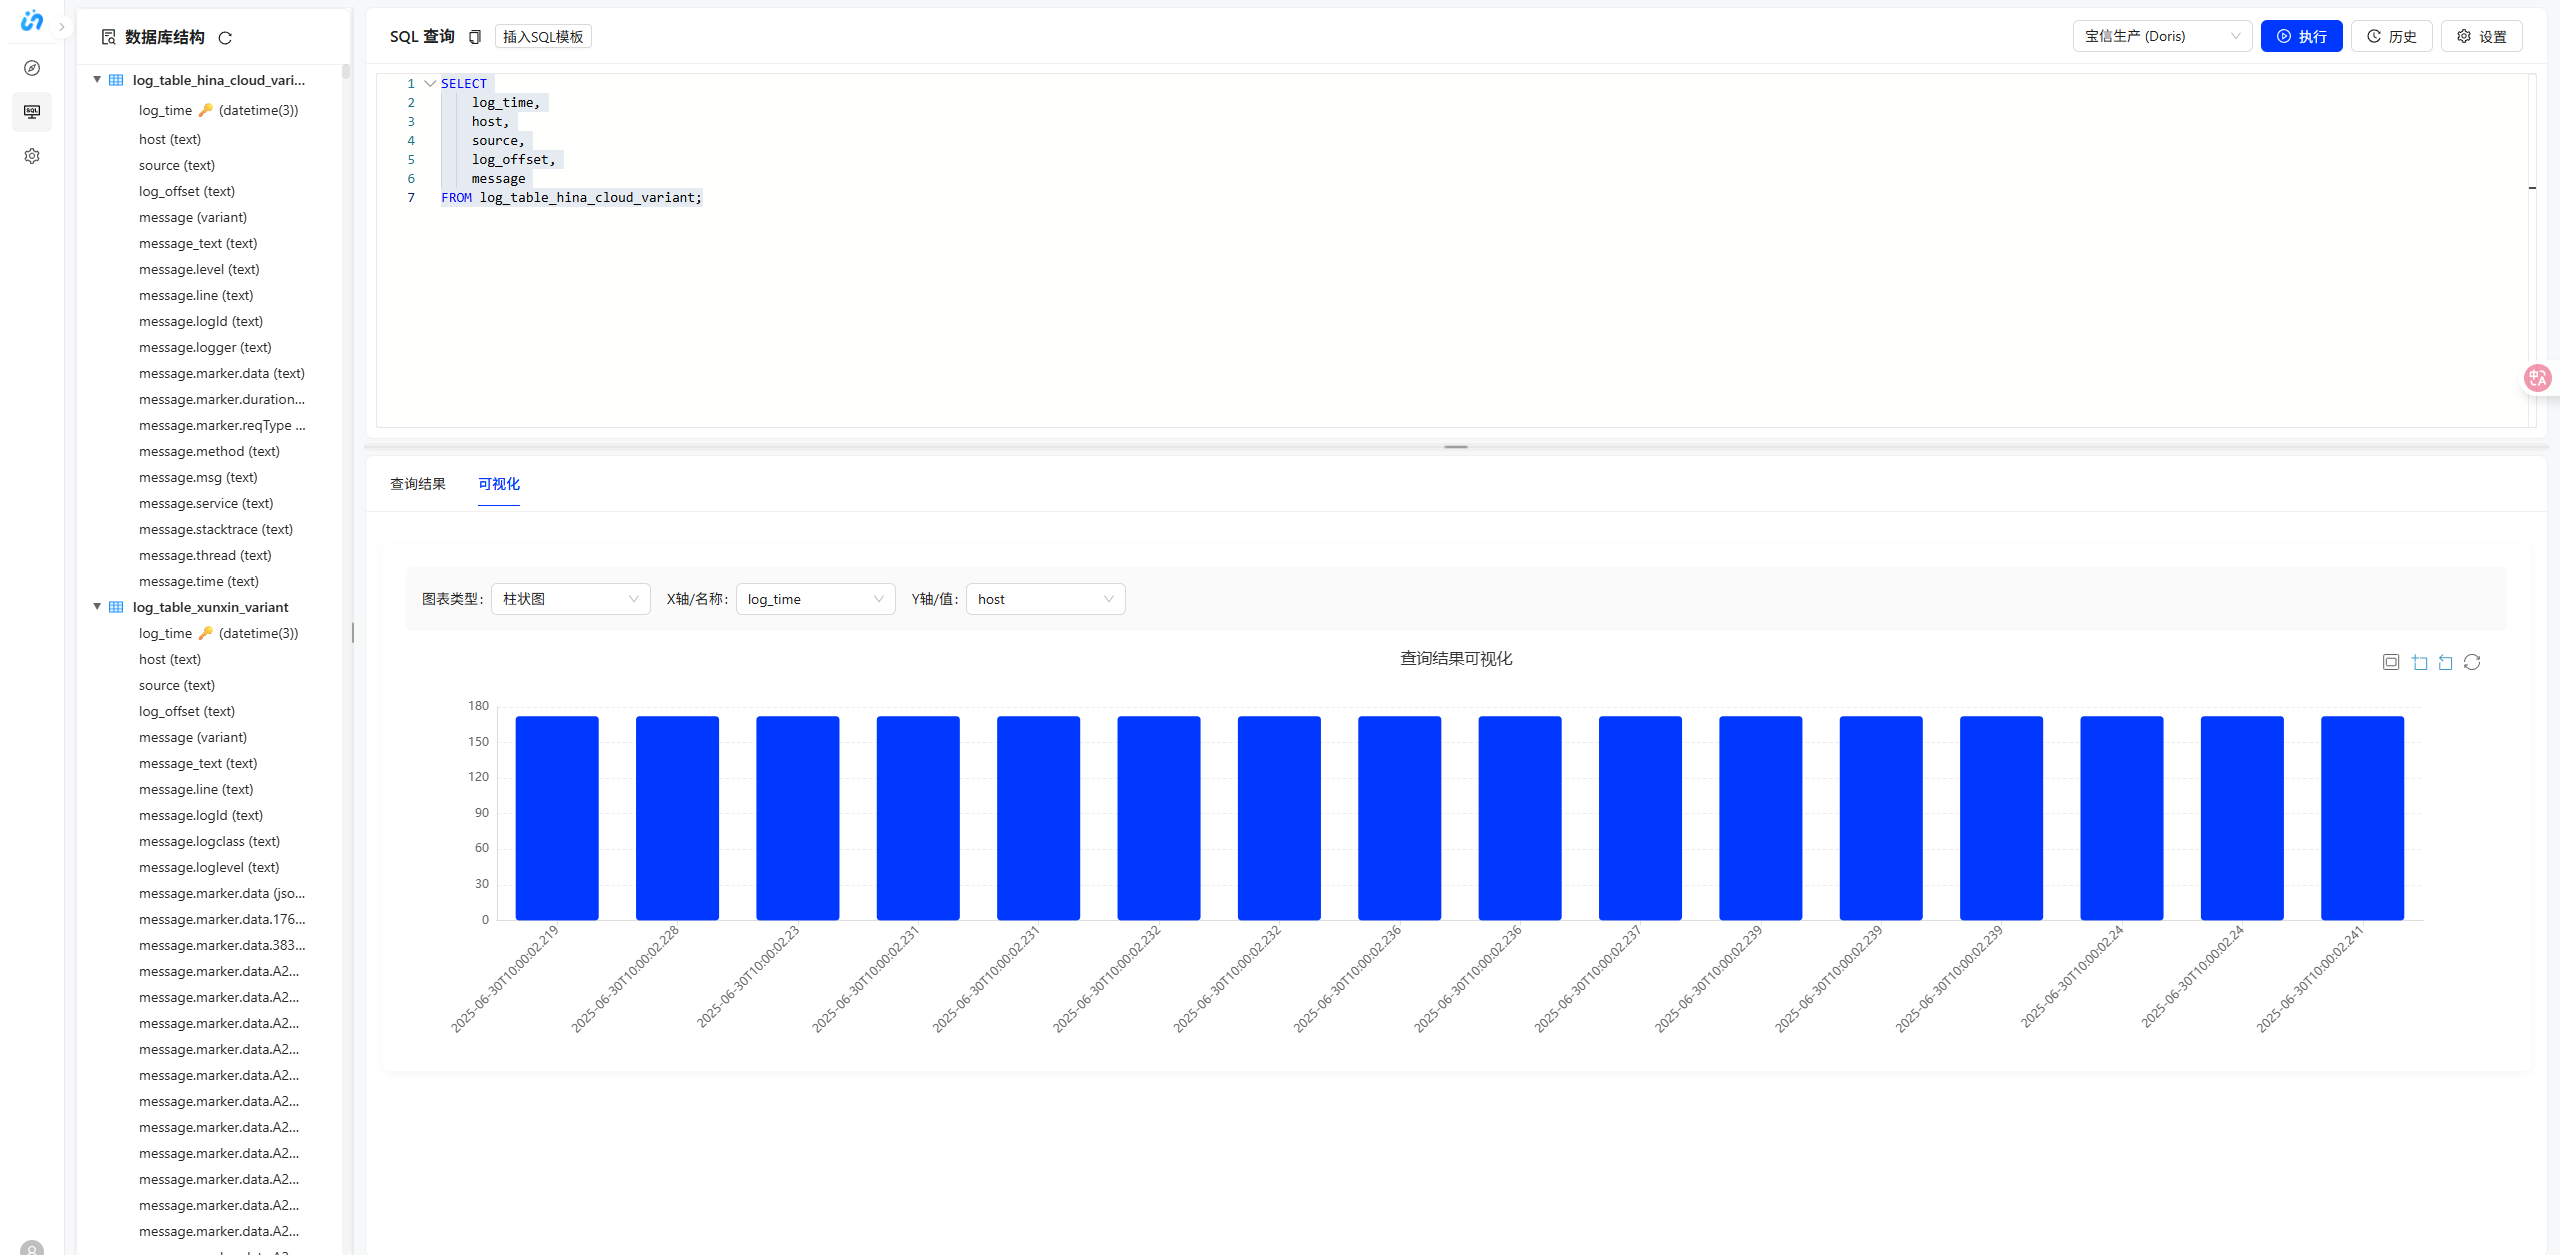 数据库结构
log_table_hina_cloud_vari...
log_time 🔑 (datetime(3))
host (text)
source (text)
log_offset (text)
message (variant)
message_text (text)
message.level (text)
message.line (text)
message.logId (text)
message.logger (text)
message.marker.data (text)
message.marker.duration...
message.marker.reqType ...
message.method (text)
message.msg (text)
message.service (text)
message.stacktrace (text)
message.thread (text)
message.time (text)
log_table_xunxin_variant
log_time 🔑 (datetime(3))
host (text)
source (text)
log_offset (text)
message (variant)
message_text (text)
message.line (text)
message.logId (text)
message.logclass (text)
message.loglevel (text)
message.marker.data (jso...
message.marker.data.176...
message.marker.data.383...
message.marker.data.A2...
message.marker.data.A2...
message.marker.data.A2...
message.marker.data.A2...
message.marker.data.A2...
message.marker.data.A2...
message.marker.data.A2...
message.marker.data.A2...
message.marker.data.A2...
message.marker.data.A2...
message.marker.data.A2...
SQL 查询 插入SQL模板
宝信生产 (Doris) 执行 历史 设置
1 SELECT
2 log_time,
3 host,
4 source,
5 log_offset,
6 message
7 FROM log_table_hina_cloud_variant;
查询结果 可视化
图表类型: 柱状图 X轴/名称: log_time Y轴/值: host
查询结果可视化
180
150
120
90
60
30
0
2025-06-30T10:00:02.219
2025-06-30T10:00:02.228
2025-06-30T10:00:02.23
2025-06-30T10:00:02.231
2025-06-30T10:00:02.231
2025-06-30T10:00:02.232
2025-06-30T10:00:02.232
2025-06-30T10:00:02.236
2025-06-30T10:00:02.236
2025-06-30T10:00:02.237
2025-06-30T10:00:02.239
2025-06-30T10:00:02.239
2025-06-30T10:00:02.239
2025-06-30T10:00:02.24
2025-06-30T10:00:02.24
2025-06-30T10:00:02.241